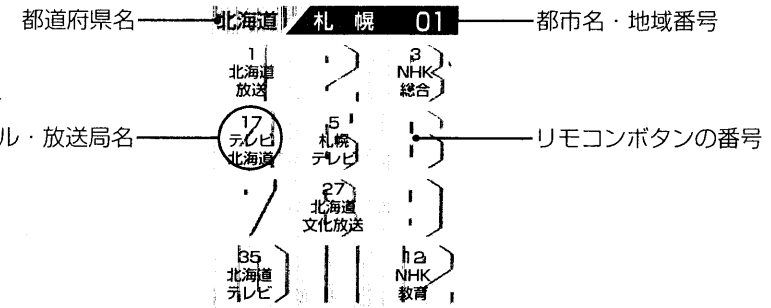 都道府県名
北海道 札幌 01
都市名・地域番号
1
北海道
放送
3
NHK
総合
ル・放送局名
17
テレビ
北海道
5
札幌
テレビ
リモコンボタンの番号
27
北海道
文化放送
35
北海道
テレビ
12
NHK
教育